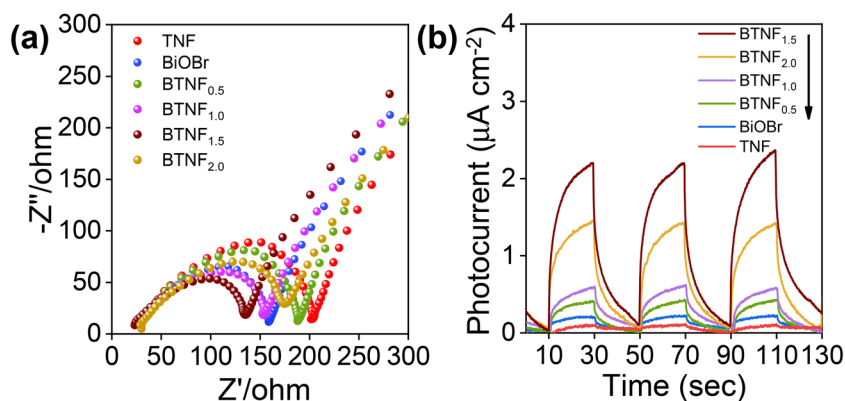 (a)
300
250
200
150
100
50
0
-Z"/ohm
TNF
BiOBr
BTNF0.5
BTNF1.0
BTNF1.5
BTNF2.0
0 50 100 150 200 250 300
Z'/ohm
(b)
4
3
2
1
0
Photocurrent (μA cm-2)
BTNF1.5
BTNF2.0
BTNF1.0
BTNF0.5
BiOBr
TNF
10 30 50 70 90 110 130
Time (sec)